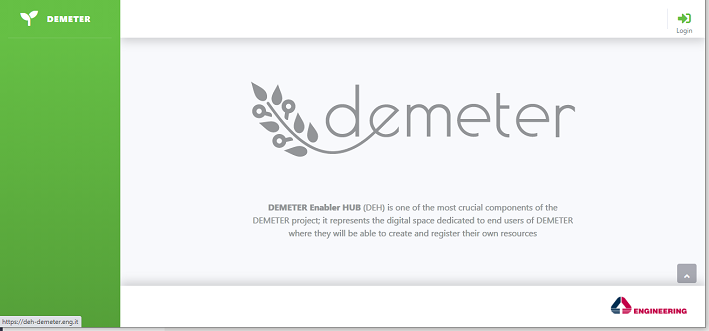 DEMETER
Login
demeter
DEMETER Enabler HUB (DEH) is one of the most crucial components of the
DEMETER project; it represents the digital space dedicated to end users of DEMETER
where they will be able to create and register their own resources
ENGINEERING
https://deh-demeter.eng.it